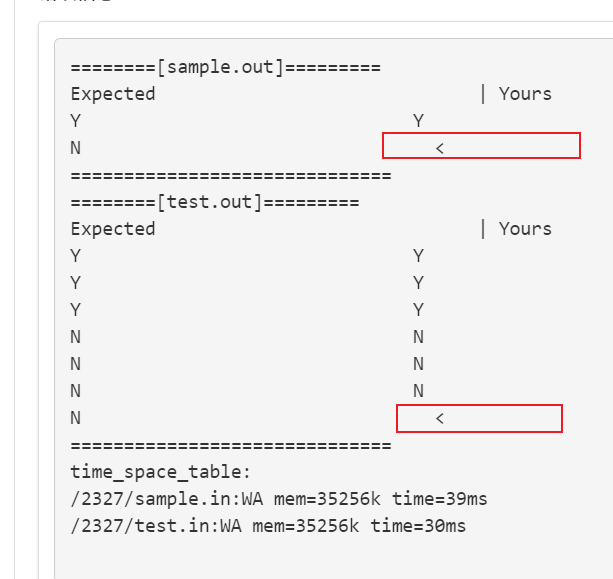 ========[sample.out]=========
Expected | Yours
Y Y
N <
==============================
========[test.out]=========
Expected | Yours
Y Y
Y Y
Y Y
N N
N N
N N
N <
==============================
time_space_table:
/2327/sample.in:WA mem=35256k time=39ms
/2327/test.in:WA mem=35256k time=30ms